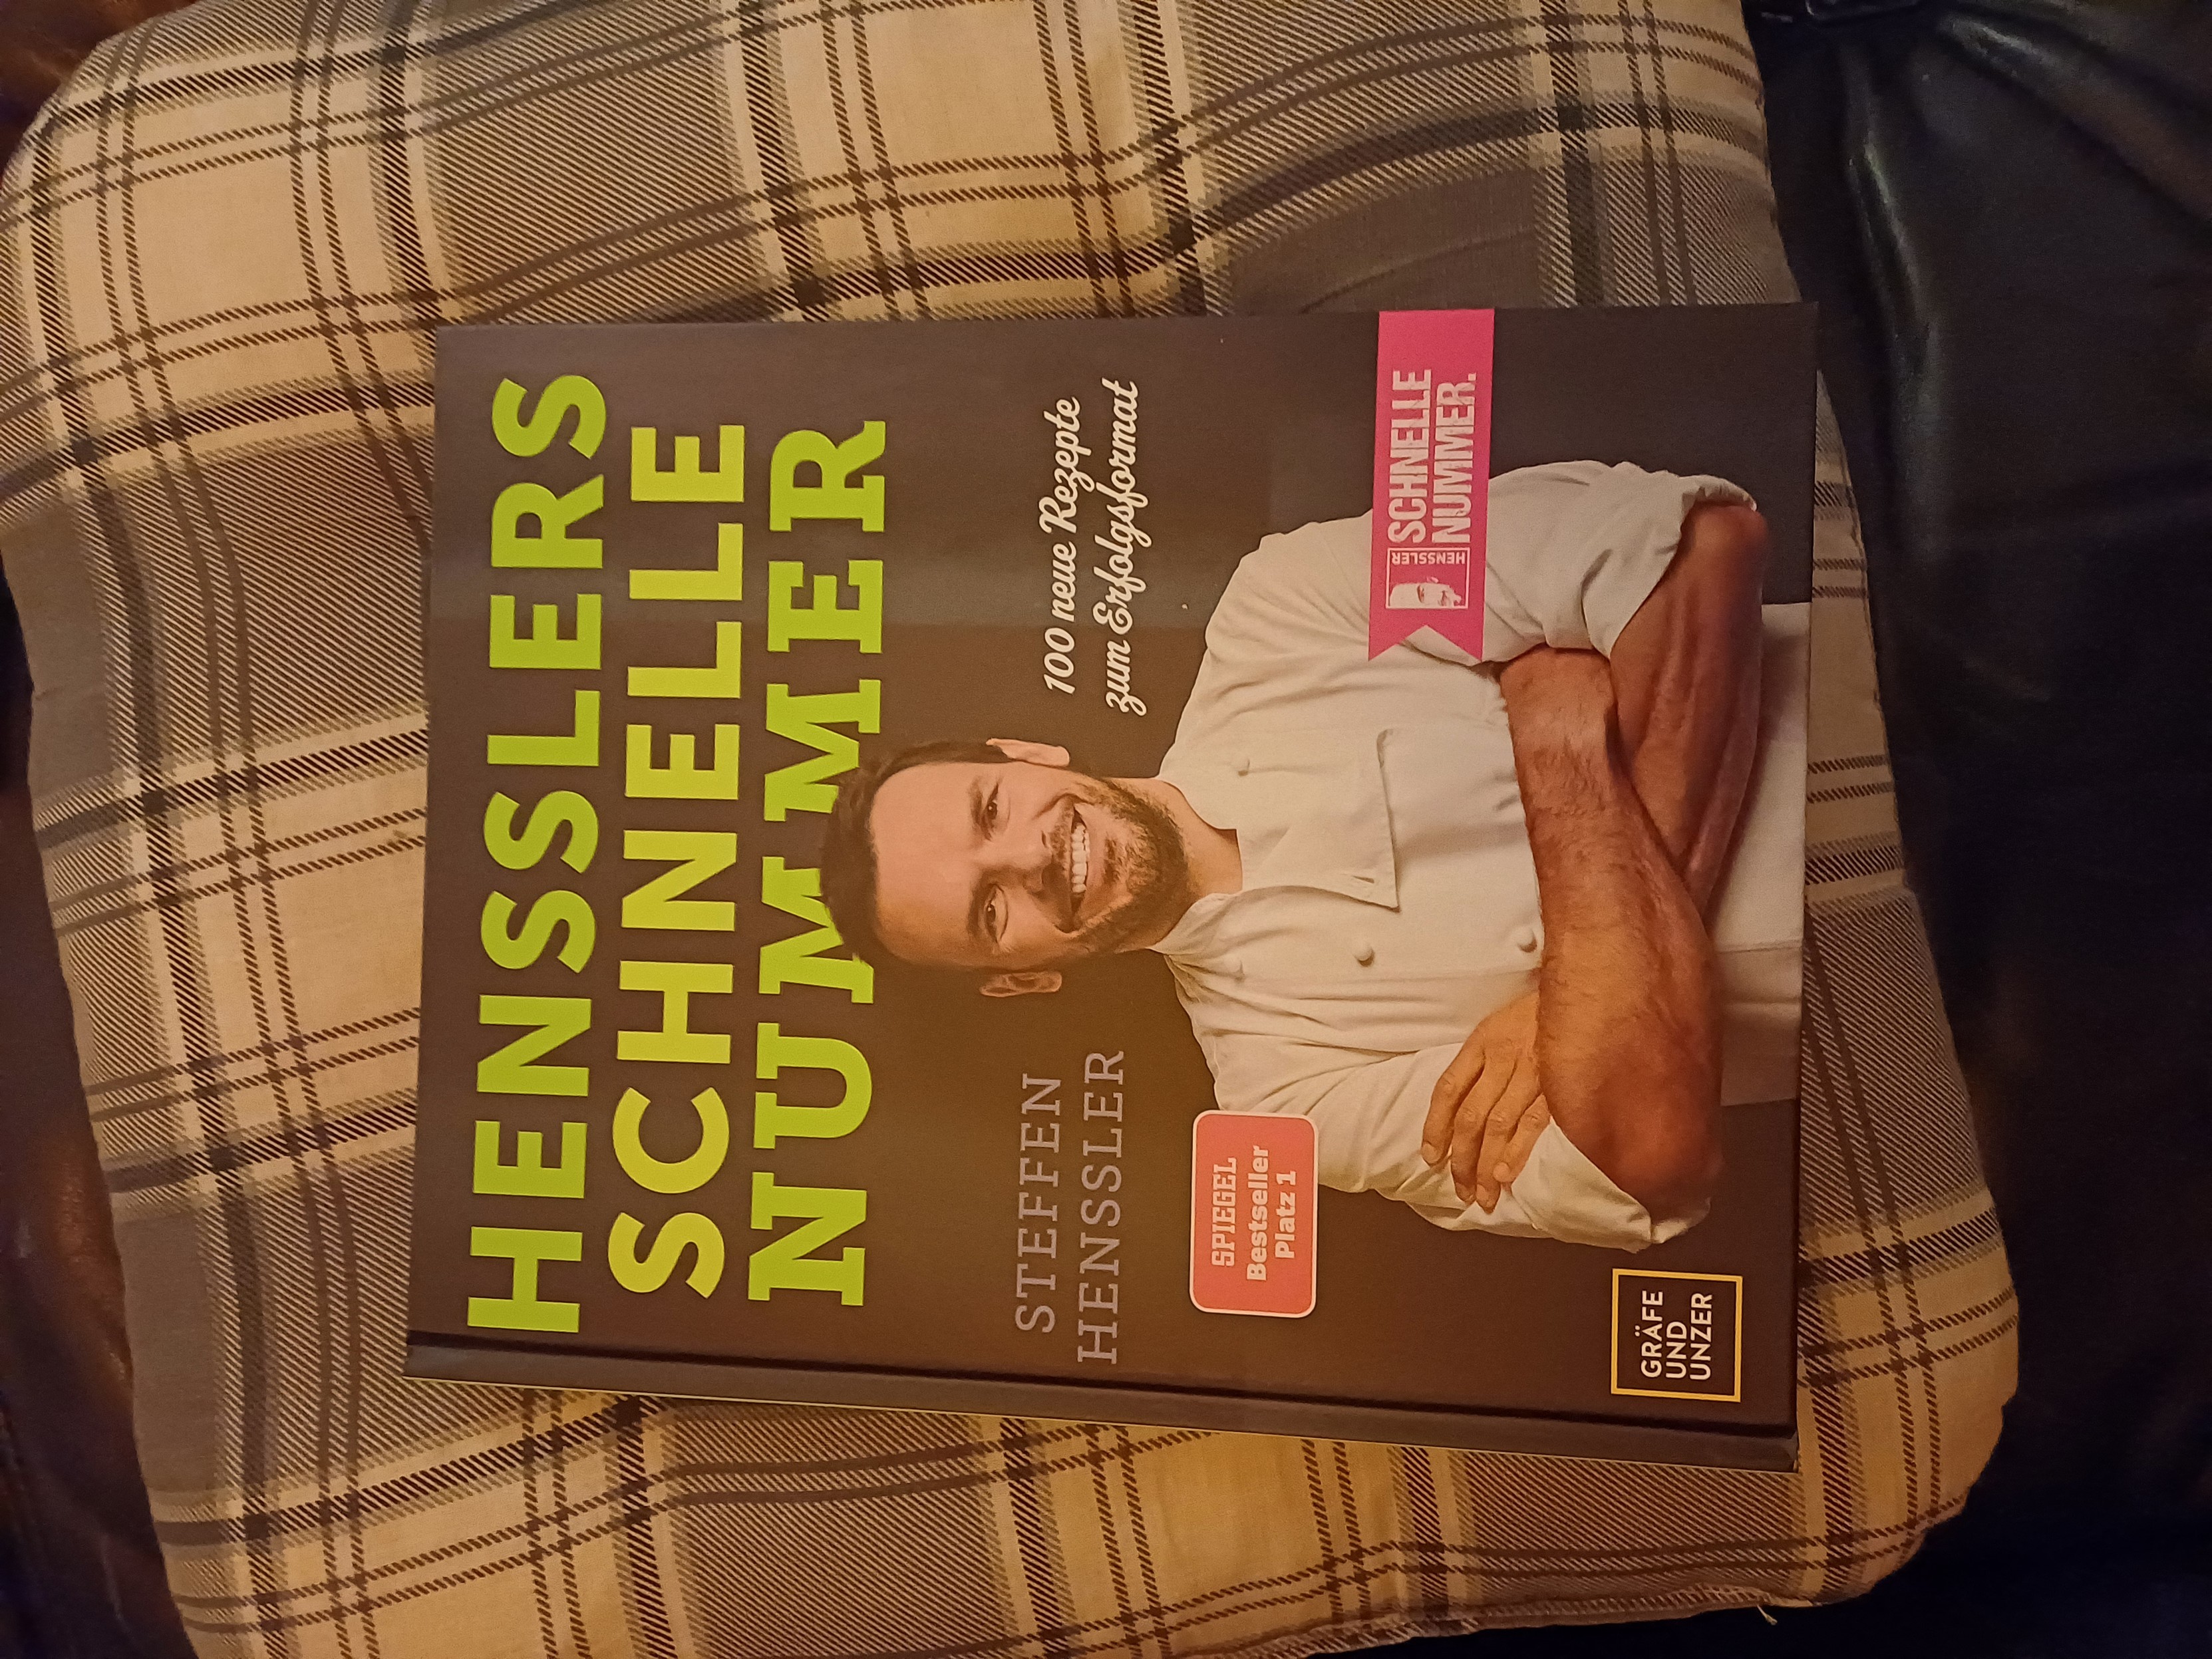 HENSSLERS
SCHNELLE
NUMMER
STEFFEN
HENSSLER
100 neue Rezepte
zum Erfolgsformat
SPIEGEL
Bestseller
Platz 1
HENSSLER
SCHNELLE
NUMMER.
GRÄFE
UND
UNZER